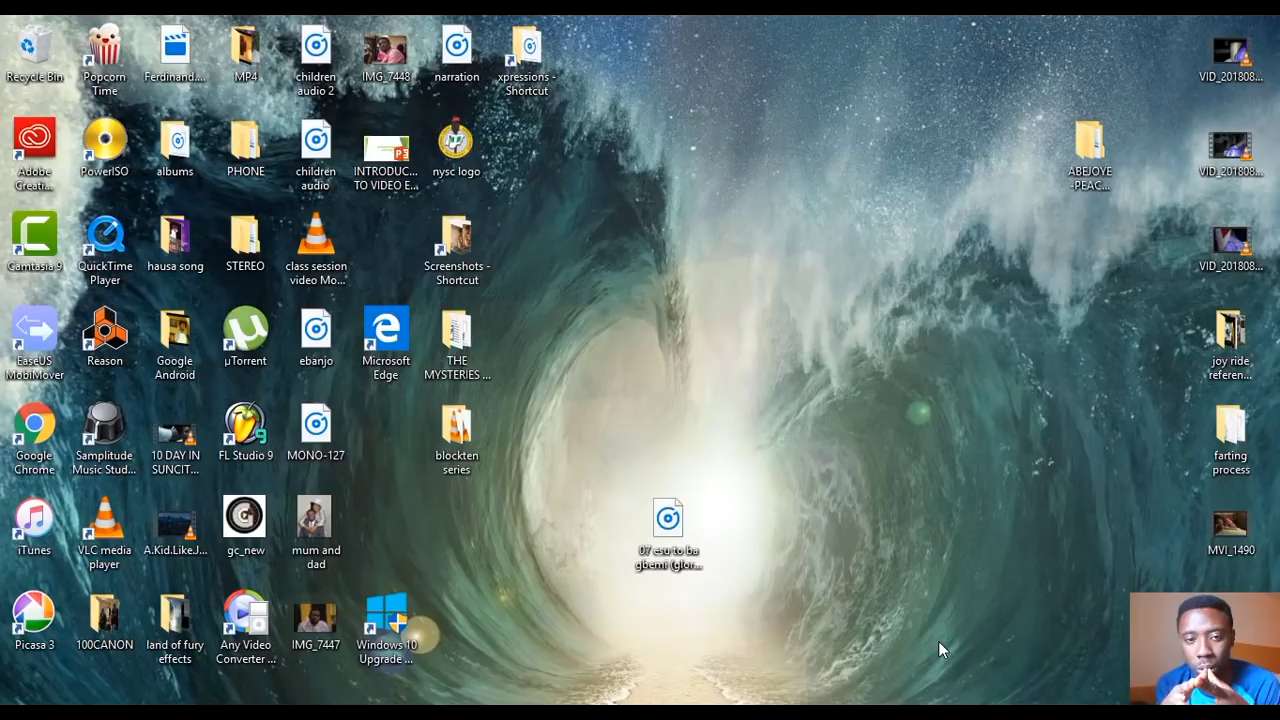 Recycle Bin
Popcorn
Time
Ferdinand....
MP4
children
audio 2
IMG_7448
narration
xpressions -
Shortcut
VID_201808...
Adobe
Creati...
PowerISO
albums
PHONE
children
audio
INTRODUC...
TO VIDEO E...
nysc logo
ABEJOYE
-PEAC...
VID_201808...
Camtasia 9
QuickTime
Player
hausa song
STEREO
class session
video Mo...
Screenshots -
Shortcut
VID_201808...
EaseUS
MobiMover
Reason
Google
Android
µTorrent
ebanjo
Microsoft
Edge
THE
MYSTERIES ...
joy ride
referen...
Google
Chrome
Samplitude
Music Stud...
10 DAY IN
SUNCIT...
FL Studio 9
MONO-127
blockten
series
farting
process
iTunes
VLC media
player
A.Kid.Like.J...
gc_new
mum and
dad
07 esu to ba
gbemi (glor...
MVI_1490
Picasa 3
100CANON
land of fury
effects
Any Video
Converter ...
IMG_7447
Windows 10
Upgrade ...